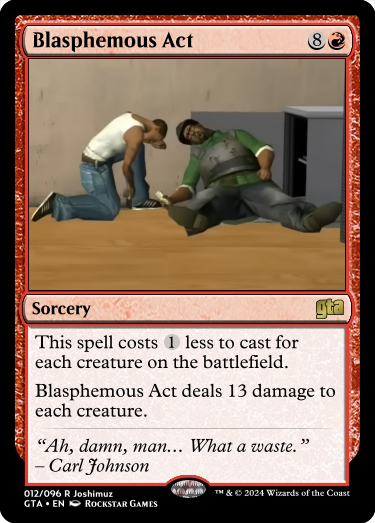 Blasphemous Act 8
Sorcery gta
This spell costs 1 less to cast for
each creature on the battlefield.
Blasphemous Act deals 13 damage to
each creature.
“Ah, damn, man... What a waste.”
– Carl Johnson
012/096 R Joshimuz
GTA • EN Rockstar Games
™ & © 2024 Wizards of the Coast